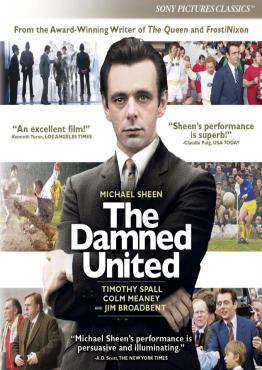 SONY PICTURES CLASSICS™
From the Award-Winning Writer of The Queen and Frost/Nixon
"An excellent film!"
-Kenneth Turan, LOS ANGELES TIMES
"Sheen's performance
is superb!"
-Claudia Puig, USA TODAY
MICHAEL SHEEN
The
Damned
United
TIMOTHY SPALL
COLM MEANEY
AND JIM BROADBENT
"Michael Sheen's performance is
persuasive and illuminating."
-A.O. Scott, THE NEW YORK TIMES